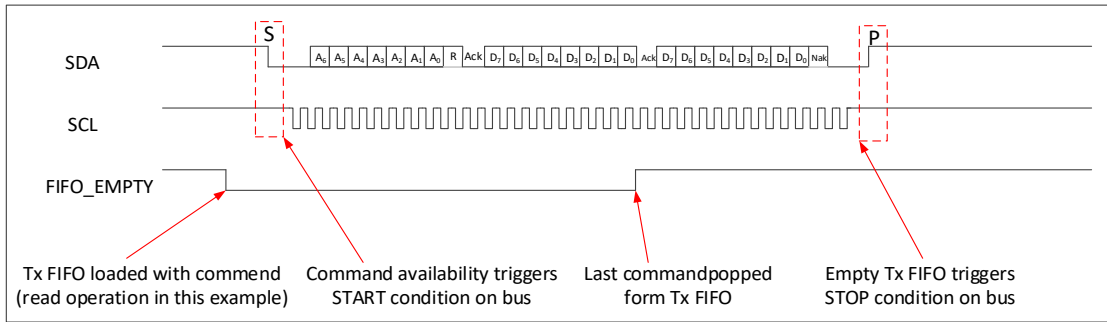 S
P
SDA
A6 A5 A4 A3 A2 A1 A0 R Ack D7 D6 D5 D4 D3 D2 D1 D0 Ack D7 D6 D5 D4 D3 D2 D1 D0 Nak
SCL
FIFO_EMPTY
Tx FIFO loaded with commend
(read operation in this example)
Command availability triggers
START condition on bus
Last commandpopped
form Tx FIFO
Empty Tx FIFO triggers
STOP condition on bus